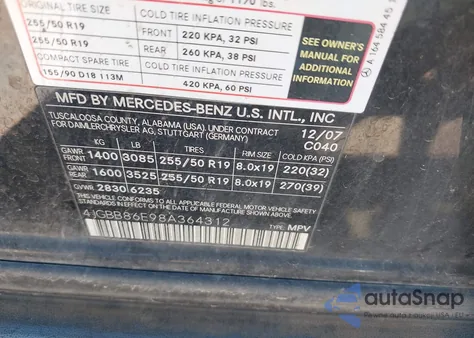 1190 lbs.
ORIGINAL TIRE SIZE COLD TIRE INFLATION PRESSURE
255/50 R19 FRONT 220 KPA, 32 PSI
255/50 R19 REAR 260 KPA, 38 PSI
COMPACT SPARE TIRE COLD TIRE INFLATION PRESSURE
155/90 D18 113M 420 KPA, 60 PSI
SEE OWNER'S
MANUAL FOR
ADDITIONAL
INFORMATION
A 164 584 45
MFD BY MERCEDES-BENZ U.S. INTL., INC
TUSCALOOSA COUNTY, ALABAMA (USA). UNDER CONTRACT 12/07
FOR DAIMLERCHRYSLER AG, STUTTGART (GERMANY) C040
KG LB TIRES RIM SIZE COLD KPA (PSI)
GAWR FRONT 1400 3085 255/50 R19 8.0x19 220(32)
GAWR REAR 1600 3525 255/50 R19 8.0x19 270(39)
GVWR 2830 6235
THIS VEHICLE CONFORMS TO ALL APPLICABLE FEDERAL MOTOR
VEHICLE SAFETY STANDARDS IN EFFECT ON THE DATE OF
MANUFACTURE SHOWN ABOVE
4JGBB86E98A364312 TYPE: MPV
autoSnap